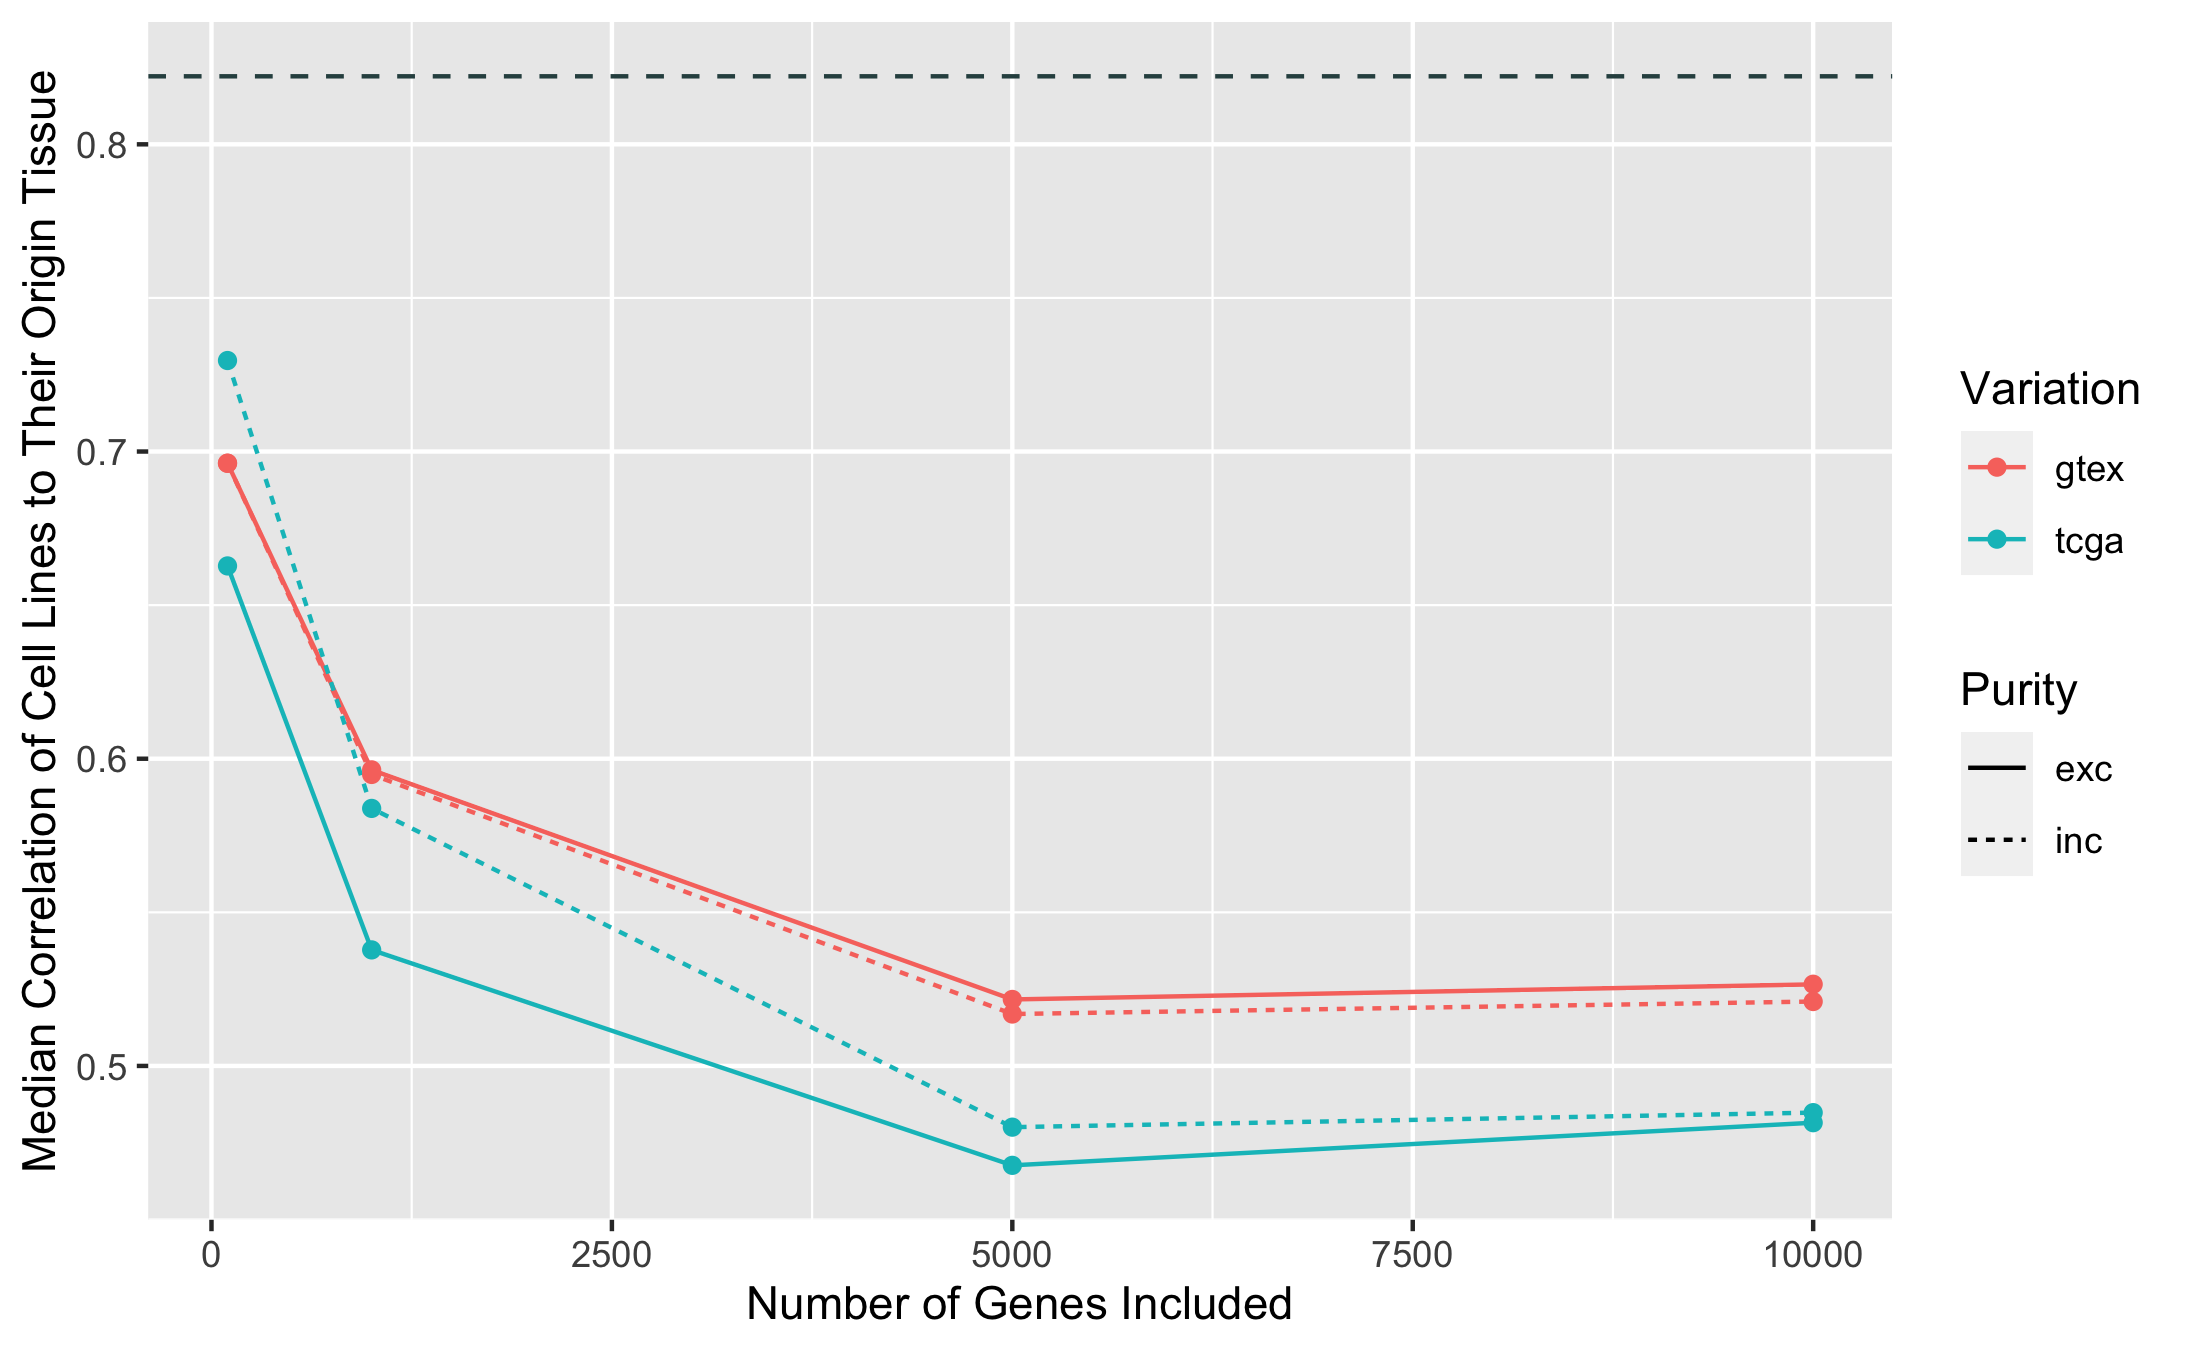 Median Correlation of Cell Lines to Their Origin Tissue
0.8
0.7
0.6
0.5
0
2500
5000
7500
10000
Number of Genes Included
Variation
gtex
tcga
Purity
exc
inc